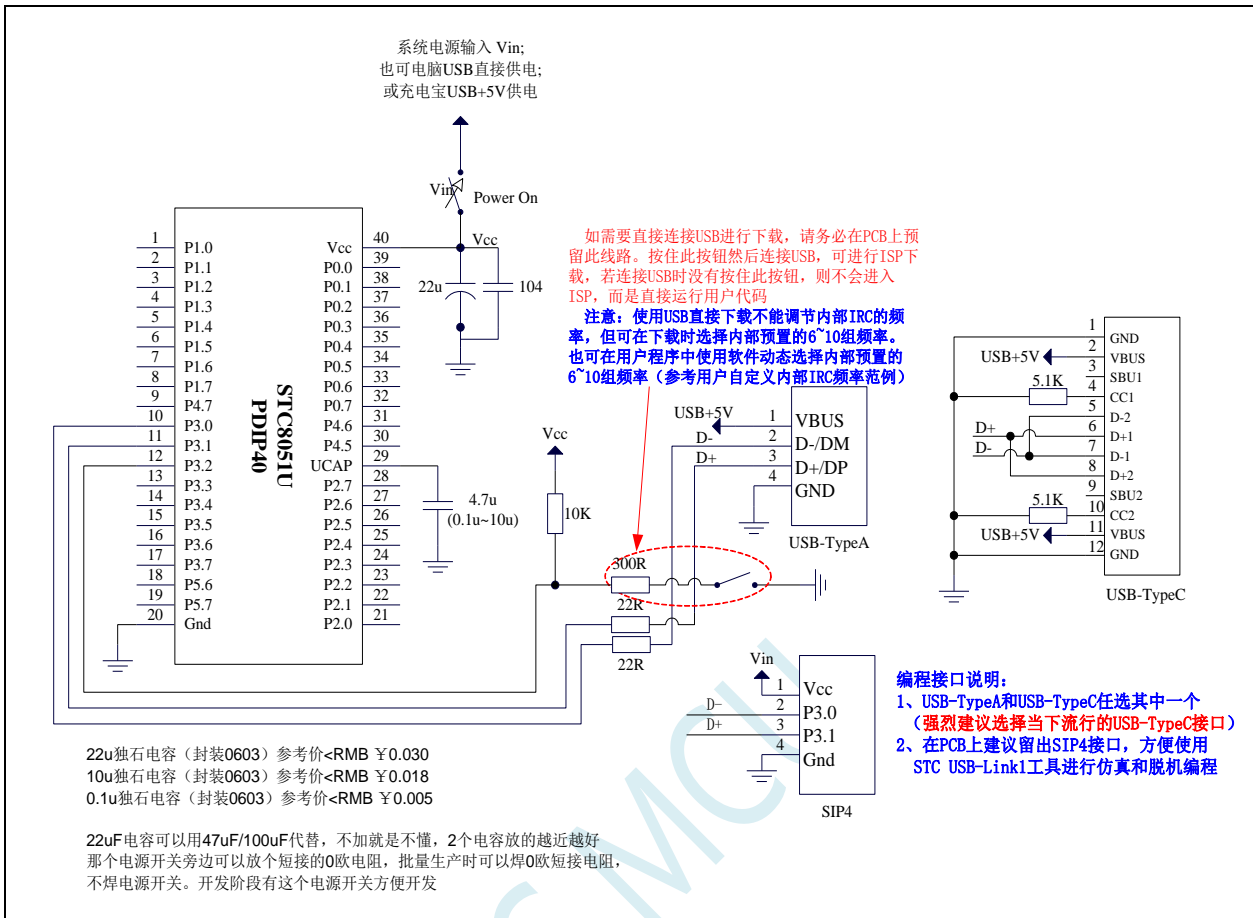 系统电源输入 Vin;
也可电脑USB直接供电;
或充电宝USB+5V供电
Vin
Power On
Vcc
22u
104
1 P1.0
2 P1.1
3 P1.2
4 P1.3
5 P1.4
6 P1.5
7 P1.6
8 P1.7
9 P4.7
10 P3.0
11 P3.1
12 P3.2
13 P3.3
14 P3.4
15 P3.5
16 P3.6
17 P3.7
18 P5.6
19 P5.7
20 Gnd
STC8051U
PDIP40
Vcc 40
P0.0 39
P0.1 38
P0.2 37
P0.3 36
P0.4 35
P0.5 34
P0.6 33
P0.7 32
P4.6 31
P4.5 30
UCAP 29
P2.7 28
P2.6 27
P2.5 26
P2.4 25
P2.3 24
P2.2 23
P2.1 22
P2.0 21
4.7u
(0.1u~10u)
如需要直接连接USB进行下载，请务必在PCB上预
留此线路。按住此按钮然后连接USB，可进行ISP下
载，若连接USB时没有按住此按钮，则不会进入
ISP，而是直接运行用户代码
注意：使用USB直接下载不能调节内部IRC的频
率，但可在下载时选择内部预置的6~10组频率。
也可在用户程序中使用软件动态选择内部预置的
6~10组频率（参考用户自定义内部IRC频率范例）
Vcc
10K
300R
22R
22R
USB+5V
D-
D+
1 VBUS
2 D-/DM
3 D+/DP
4 GND
USB-TypeA
USB+5V
5.1K
D+
D-
5.1K
USB+5V
1 GND
2 VBUS
3 SBU1
4 CC1
5 D-2
6 D+1
7 D-1
8 D+2
9 SBU2
10 CC2
11 VBUS
12 GND
USB-TypeC
Vin
D-
D+
1 Vcc
2 P3.0
3 P3.1
4 Gnd
SIP4
编程接口说明：
1、USB-TypeA和USB-TypeC任选其中一个
（强烈建议选择当下流行的USB-TypeC接口）
2、在PCB上建议留出SIP4接口，方便使用
STC USB-Link1工具进行仿真和脱机编程
22u独石电容（封装0603）参考价<RMB ￥0.030
10u独石电容（封装0603）参考价<RMB ￥0.018
0.1u独石电容（封装0603）参考价<RMB ￥0.005
22uF电容可以用47uF/100uF代替，不加就是不懂，2个电容放的越近越好
那个电源开关旁边可以放个短接的0欧电阻，批量生产时可以焊0欧短接电阻，
不焊电源开关。开发阶段有这个电源开关方便开发
MCU